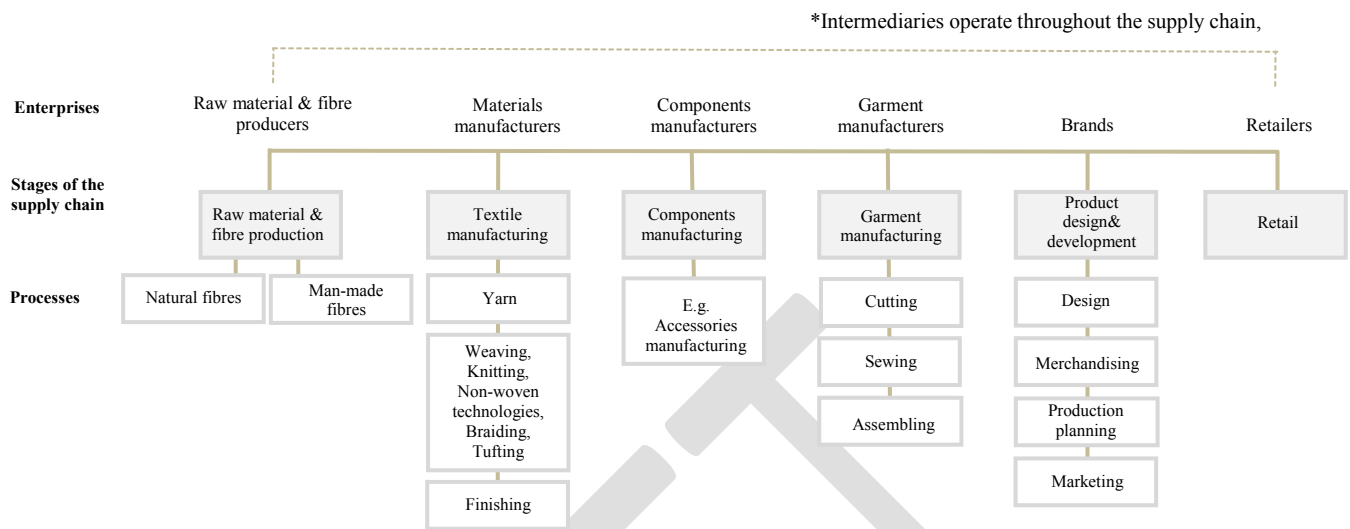 *Intermediaries operate throughout the supply chain,
Enterprises
Raw material & fibre
producers
Materials
manufacturers
Components
manufacturers
Garment
manufacturers
Brands
Retailers
Stages of the
supply chain
Raw material &
fibre production
Textile
manufacturing
Components
manufacturing
Garment
manufacturing
Product
design&
development
Retail
Processes
Natural fibres
Man-made
fibres
Yarn
Weaving,
Knitting,
Non-woven
technologies,
Braiding,
Tufting
Finishing
E.g.
Accessories
manufacturing
Cutting
Sewing
Assembling
Design
Merchandising
Production
planning
Marketing